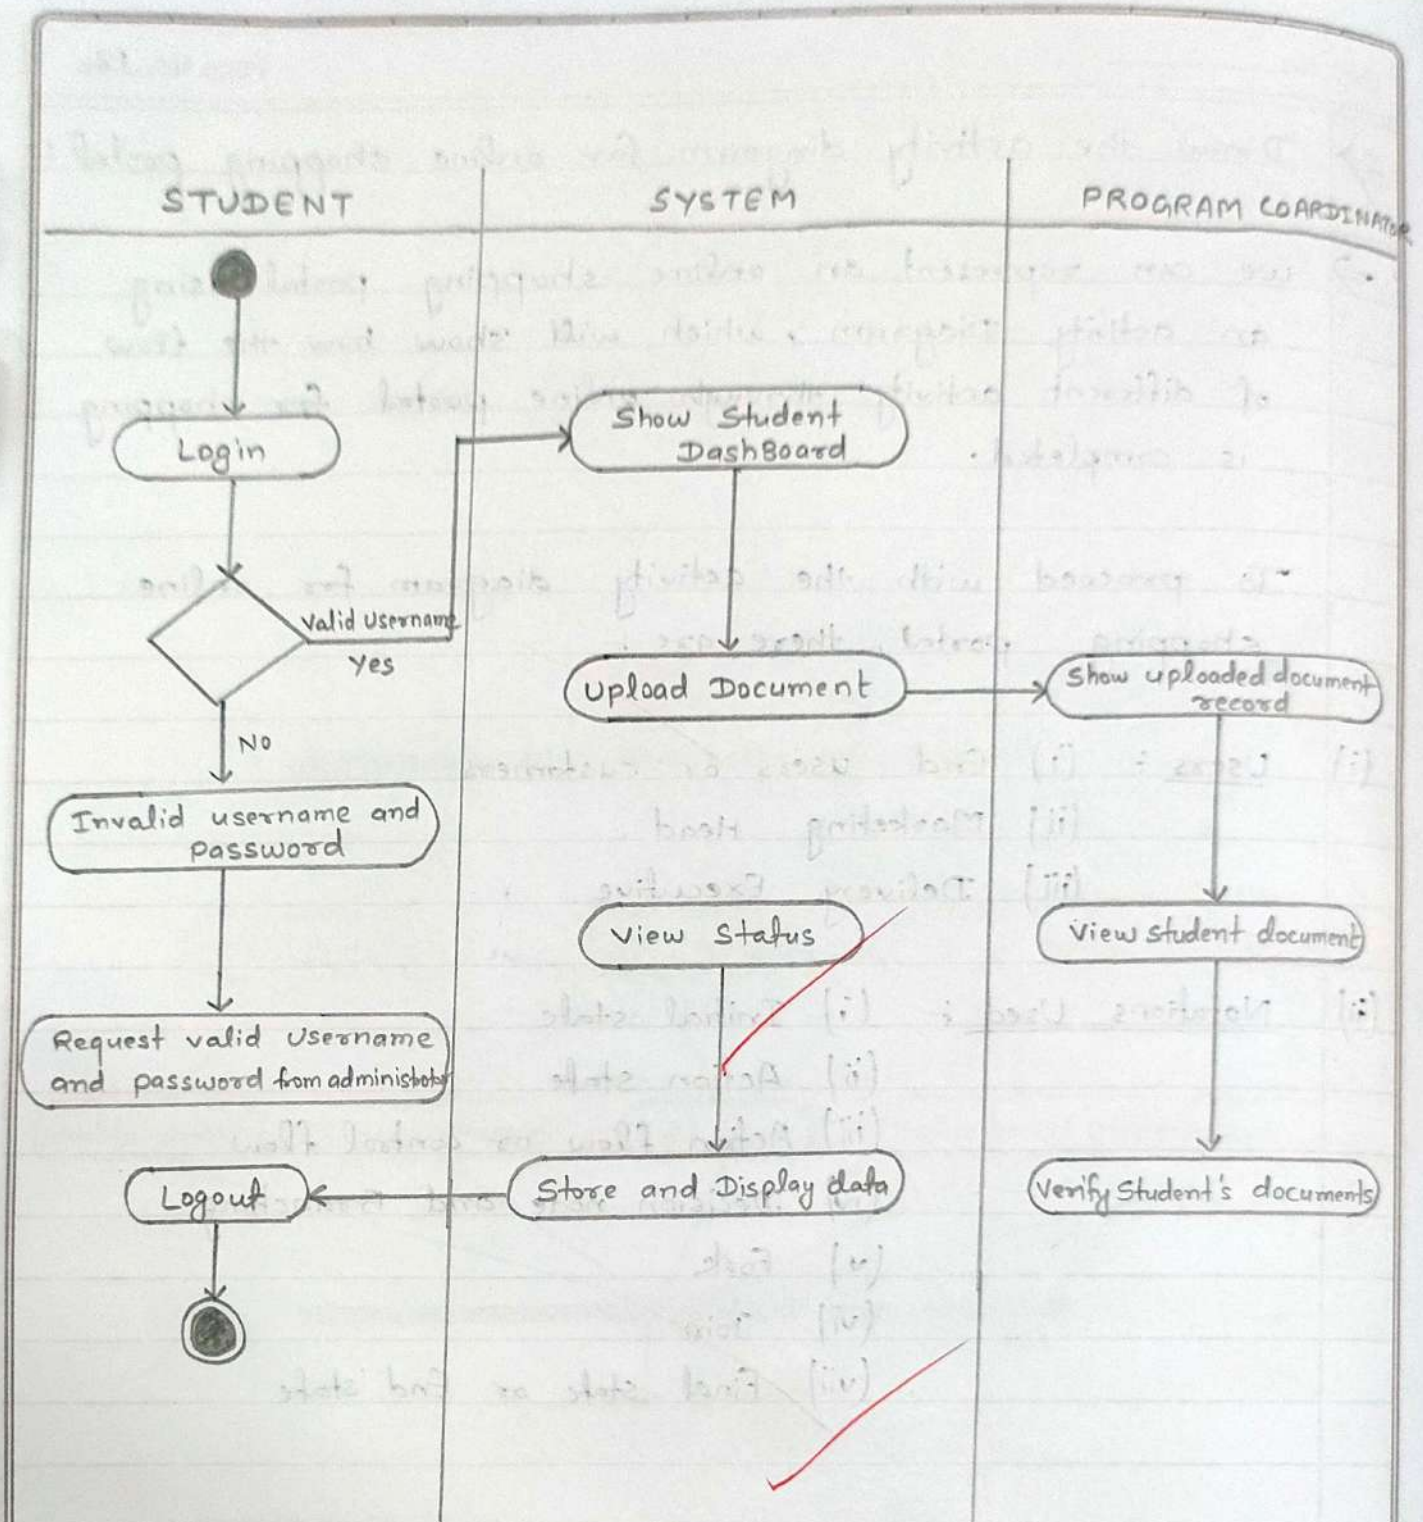 STUDENT
SYSTEM
PROGRAM COARDINATOR
Login
Valid Username
Yes
No
Invalid username and
password
Request valid Username
and password from administrator
Logout
Show Student
DashBoard
Upload Document
View Status
Store and Display data
Show uploaded document
record
View student document
Verify Student's documents